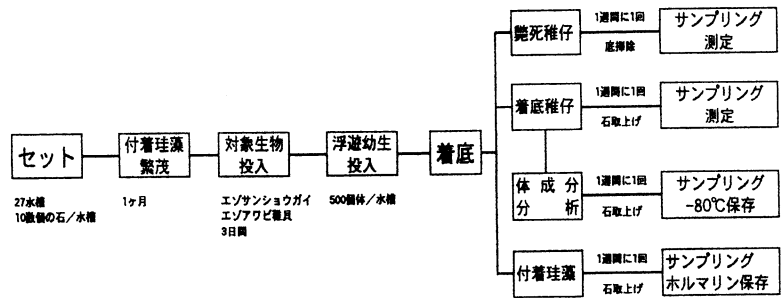 セット
27水槽
10数個の石／水槽
付着珪藻
繁茂
1ヶ月
対象生物
投入
エゾサンショウガイ
エゾアワビ稚貝
3日間
浮遊幼生
投入
500個体／水槽
着底
斃死稚仔
1週間に1回
底掃除
サンプリング
測定
着底稚仔
1週間に1回
石取上げ
サンプリング
測定
体成分
分析
1週間に1回
石取上げ
サンプリング
-80℃保存
付着珪藻
1週間に1回
石取上げ
サンプリング
ホルマリン保存